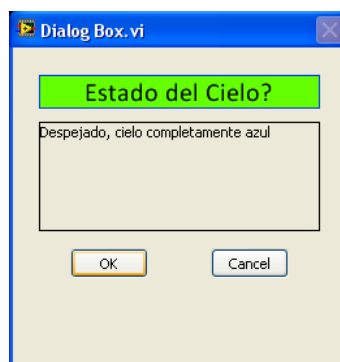 Dialog Box.vi
Estado del Cielo?
Despejado, cielo completamente azul
OK Cancel